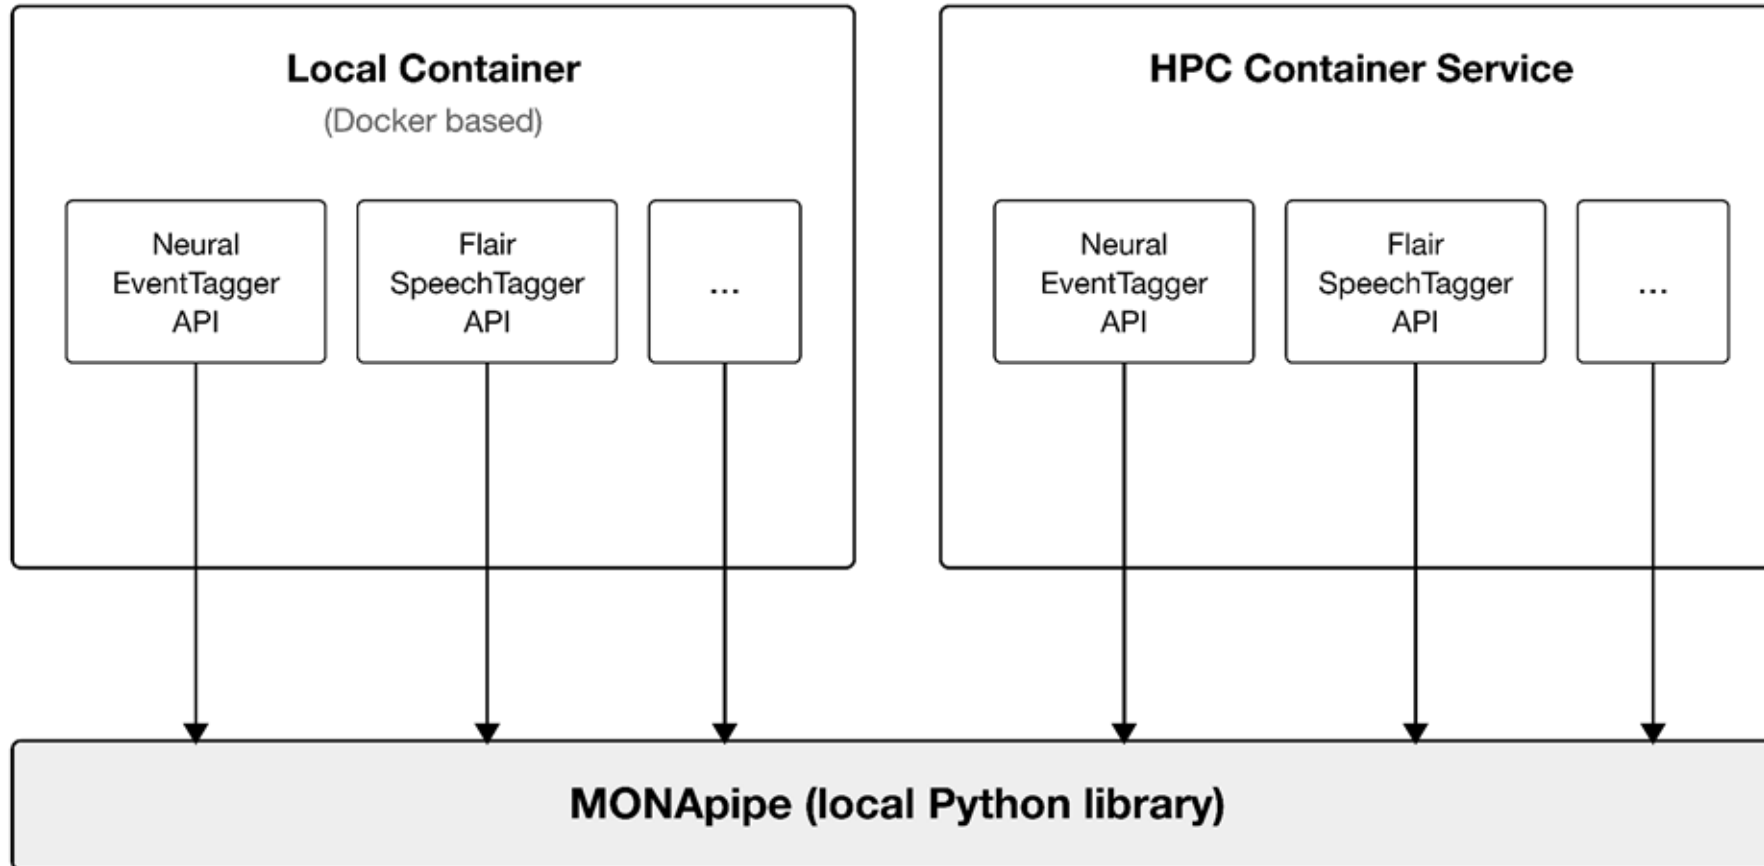 Local Container
(Docker based)
Neural
EventTagger
API
Flair
SpeechTagger
API
...
HPC Container Service
Neural
EventTagger
API
Flair
SpeechTagger
API
...
MONApipe (local Python library)